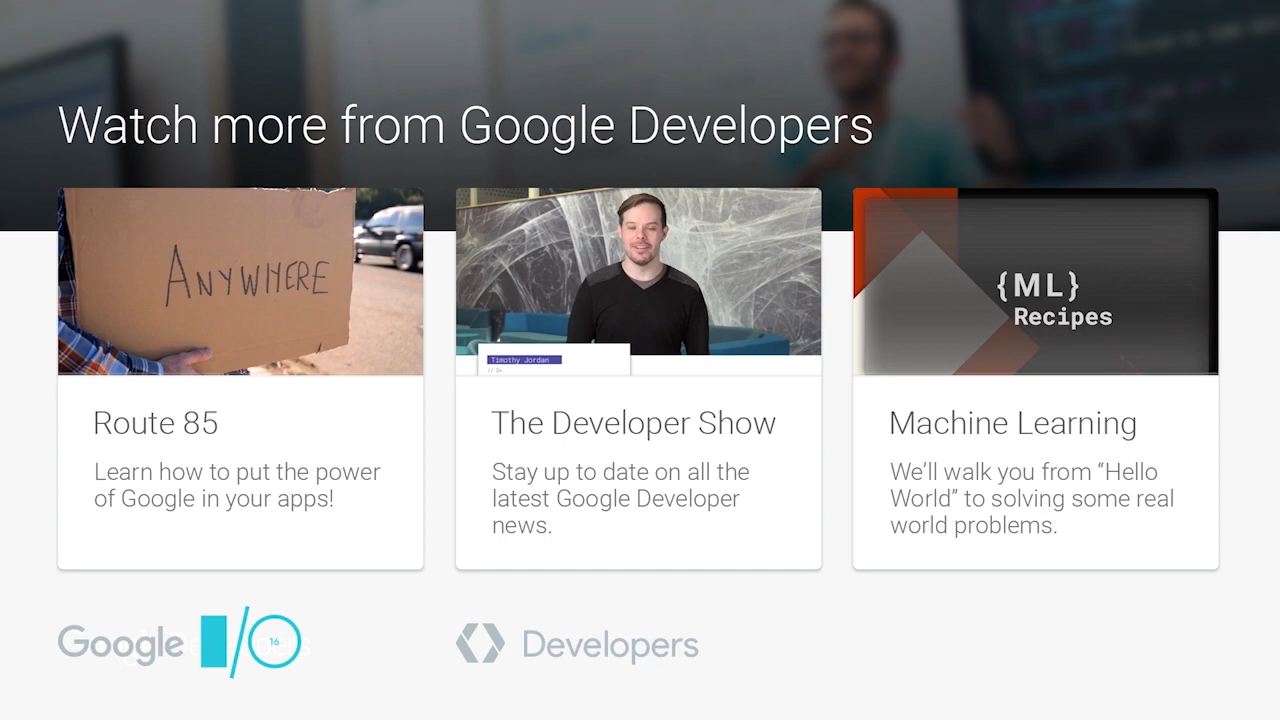 Watch more from Google Developers
ANYWHERE
Timothy Jordan
{ML}
Recipes
Route 85
Learn how to put the power
of Google in your apps!
The Developer Show
Stay up to date on all the
latest Google Developer
news.
Machine Learning
We’ll walk you from “Hello
World” to solving some real
world problems.
Google I/O 16
Developers